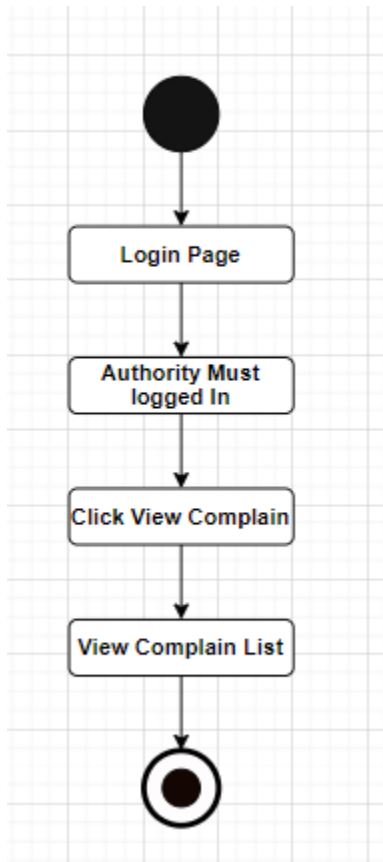 Login Page
Authority Must
logged In
Click View Complain
View Complain List